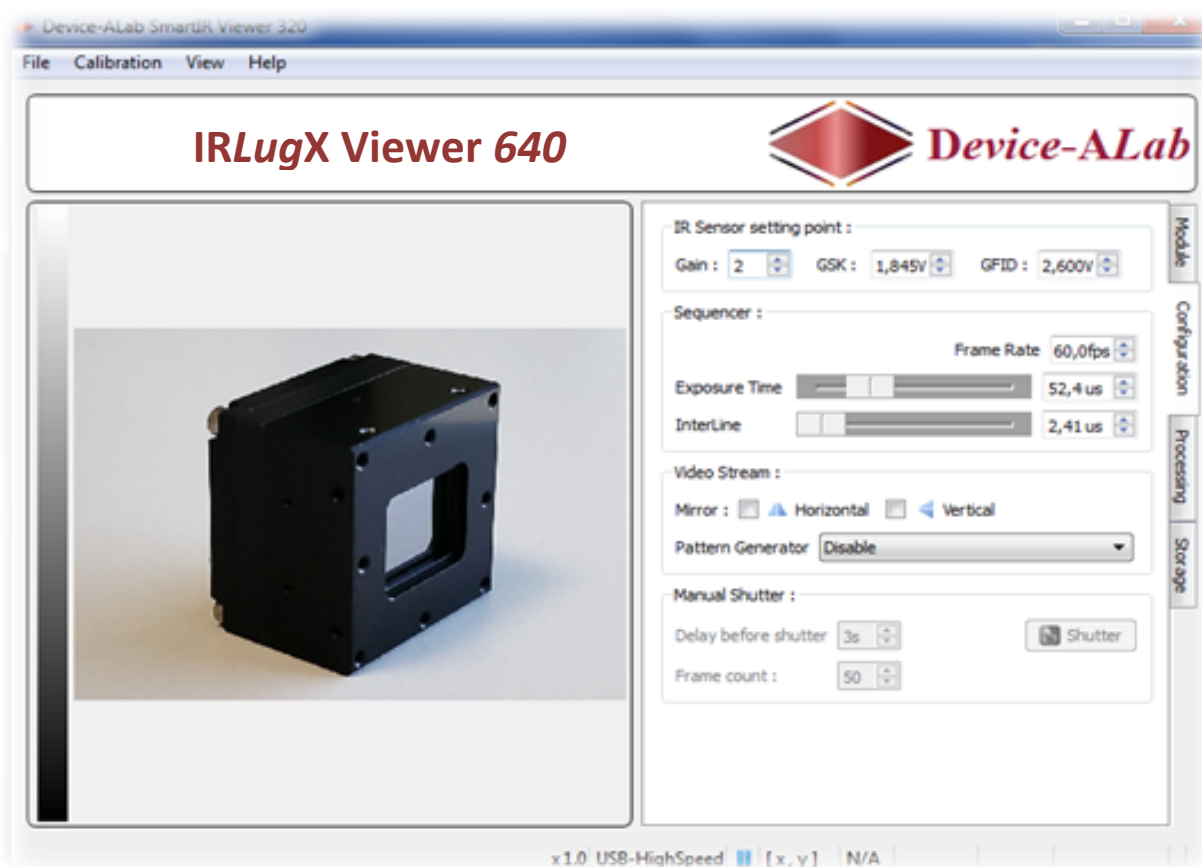 Device-ALab SmartIR Viewer 320
File Calibration View Help
IRLugX Viewer 640
Device-ALab
IR Sensor setting point :
Gain : 2 GSK : 1,845V GFID : 2,600V
Sequencer :
Frame Rate 60,0fps
Exposure Time 52,4 us
InterLine 2,41 us
Video Stream :
Mirror : Horizontal Vertical
Pattern Generator Disable
Manual Shutter :
Delay before shutter 3s Shutter
Frame count : 50
Module
Configuration
Processing
Storage
x1.0 USB-HighSpeed [ x , y ] N/A